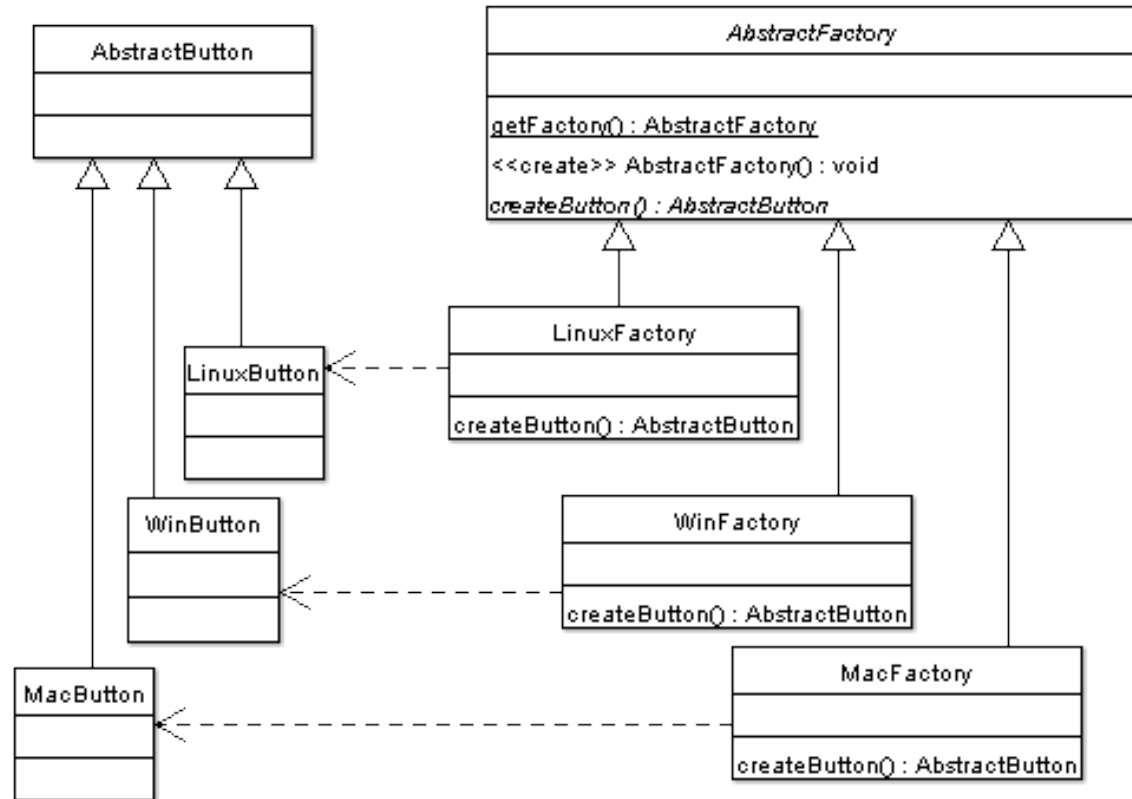 AbstractButton
AbstractFactory
getFactory() : AbstractFactory
<<create>> AbstractFactory() : void
createButton() : AbstractButton
LinuxButton
LinuxFactory
createButton() : AbstractButton
WinButton
WinFactory
createButton() : AbstractButton
MacButton
MacFactory
createButton() : AbstractButton